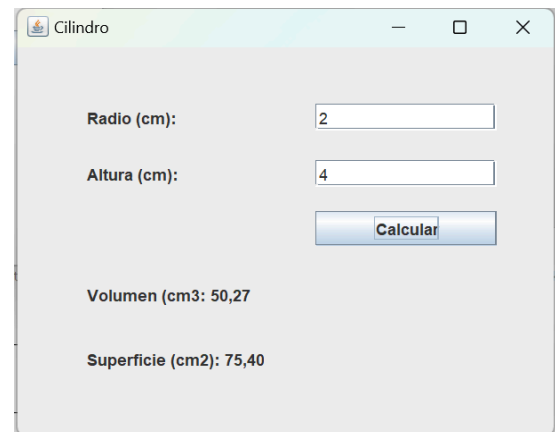 Cilindro
Radio (cm): 2
Altura (cm): 4
Calcular
Volumen (cm3: 50,27
Superficie (cm2): 75,40